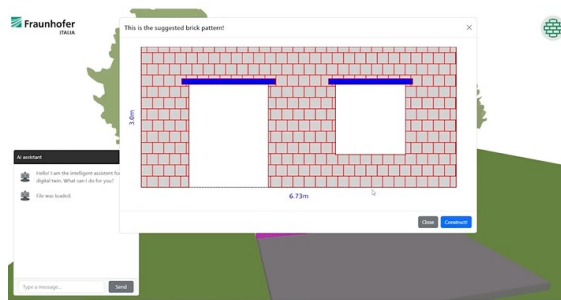 Fraunhofer
ITALIA
This is the suggested brick pattern!
3.0m
6.73m
Close
Construct!
AI assistant
Hello! I am the intelligent assistant fo
digital twin. What can I do for you?
File was loaded.
Type a message...
Send